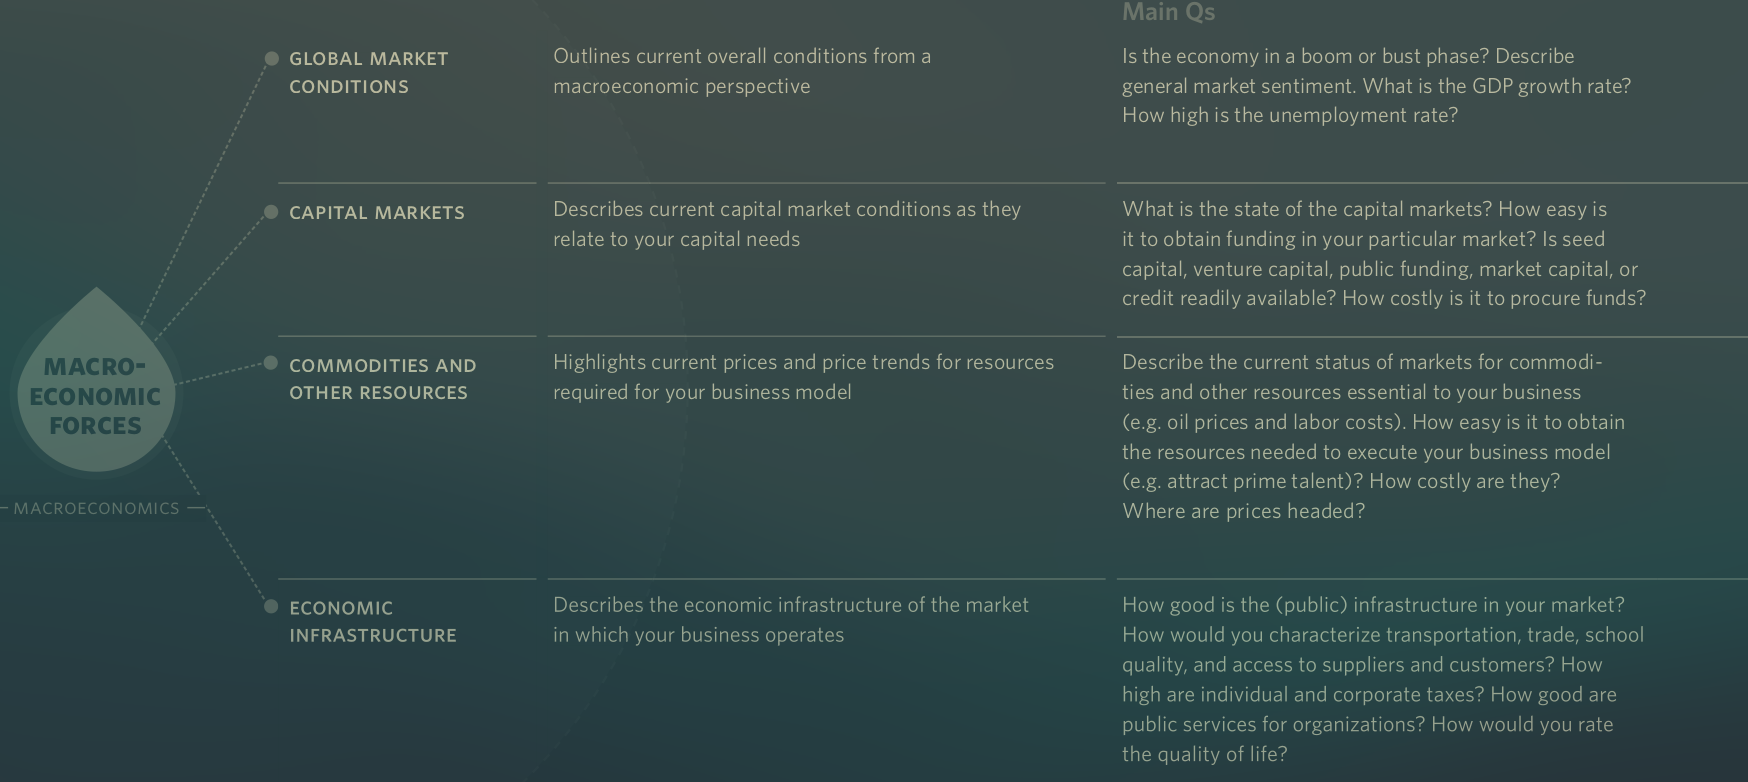 Main Qs
GLOBAL MARKET
CONDITIONS
Outlines current overall conditions from a
macroeconomic perspective
Is the economy in a boom or bust phase? Describe
general market sentiment. What is the GDP growth rate?
How high is the unemployment rate?
CAPITAL MARKETS
Describes current capital market conditions as they
relate to your capital needs
What is the state of the capital markets? How easy is
it to obtain funding in your particular market? Is seed
capital, venture capital, public funding, market capital, or
credit readily available? How costly is it to procure funds?
MACRO-
ECONOMIC
FORCES
MACROECONOMICS
COMMODITIES AND
OTHER RESOURCES
Highlights current prices and price trends for resources
required for your business model
Describe the current status of markets for commodi-
ties and other resources essential to your business
(e.g. oil prices and labor costs). How easy is it to obtain
the resources needed to execute your business model
(e.g. attract prime talent)? How costly are they?
Where are prices headed?
ECONOMIC
INFRASTRUCTURE
Describes the economic infrastructure of the market
in which your business operates
How good is the (public) infrastructure in your market?
How would you characterize transportation, trade, school
quality, and access to suppliers and customers? How
high are individual and corporate taxes? How good are
public services for organizations? How would you rate
the quality of life?